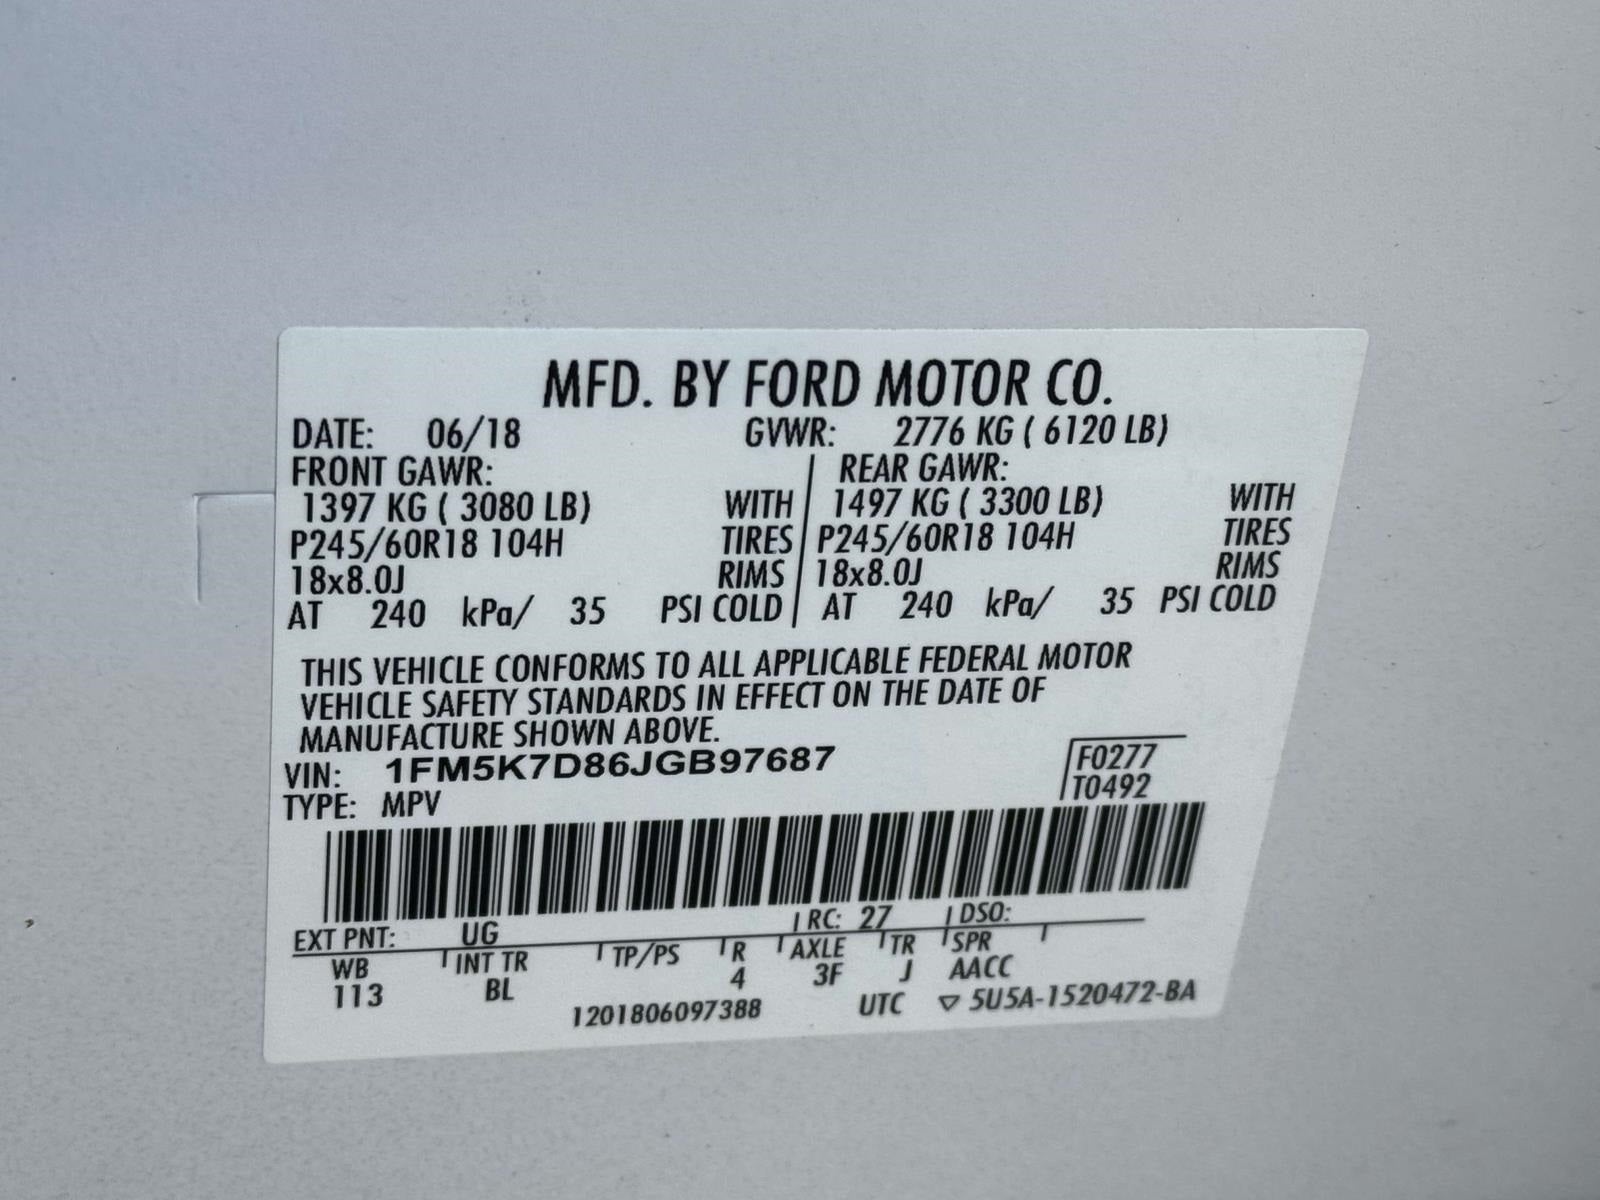 MFD. BY FORD MOTOR CO.
DATE: 06/18 GVWR: 2776 KG ( 6120 LB)
FRONT GAWR: REAR GAWR:
1397 KG ( 3080 LB) WITH 1497 KG ( 3300 LB) WITH
P245/60R18 104H TIRES P245/60R18 104H TIRES
18x8.0J RIMS 18x8.0J RIMS
AT 240 kPa/ 35 PSI COLD AT 240 kPa/ 35 PSI COLD
THIS VEHICLE CONFORMS TO ALL APPLICABLE FEDERAL MOTOR
VEHICLE SAFETY STANDARDS IN EFFECT ON THE DATE OF
MANUFACTURE SHOWN ABOVE.
VIN: 1FM5K7D86JGB97687 F0277
TYPE: MPV T0492
EXT PNT: UG RC: 27 DSO:
WB INT TR TP/PS R AXLE TR SPR
113 BL 4 3F J AACC
1201806097388 UTC ▽ 5U5A-1520472-BA